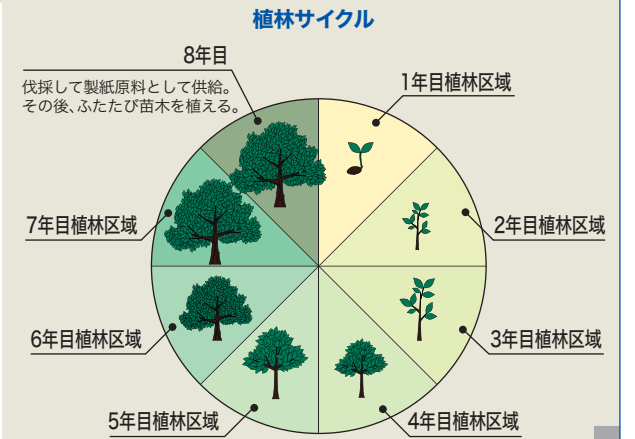 植林サイクル
8年目
伐採して製紙原料として供給。
その後、ふたたび苗木を植える。
1年目植林区域
2年目植林区域
3年目植林区域
4年目植林区域
5年目植林区域
6年目植林区域
7年目植林区域